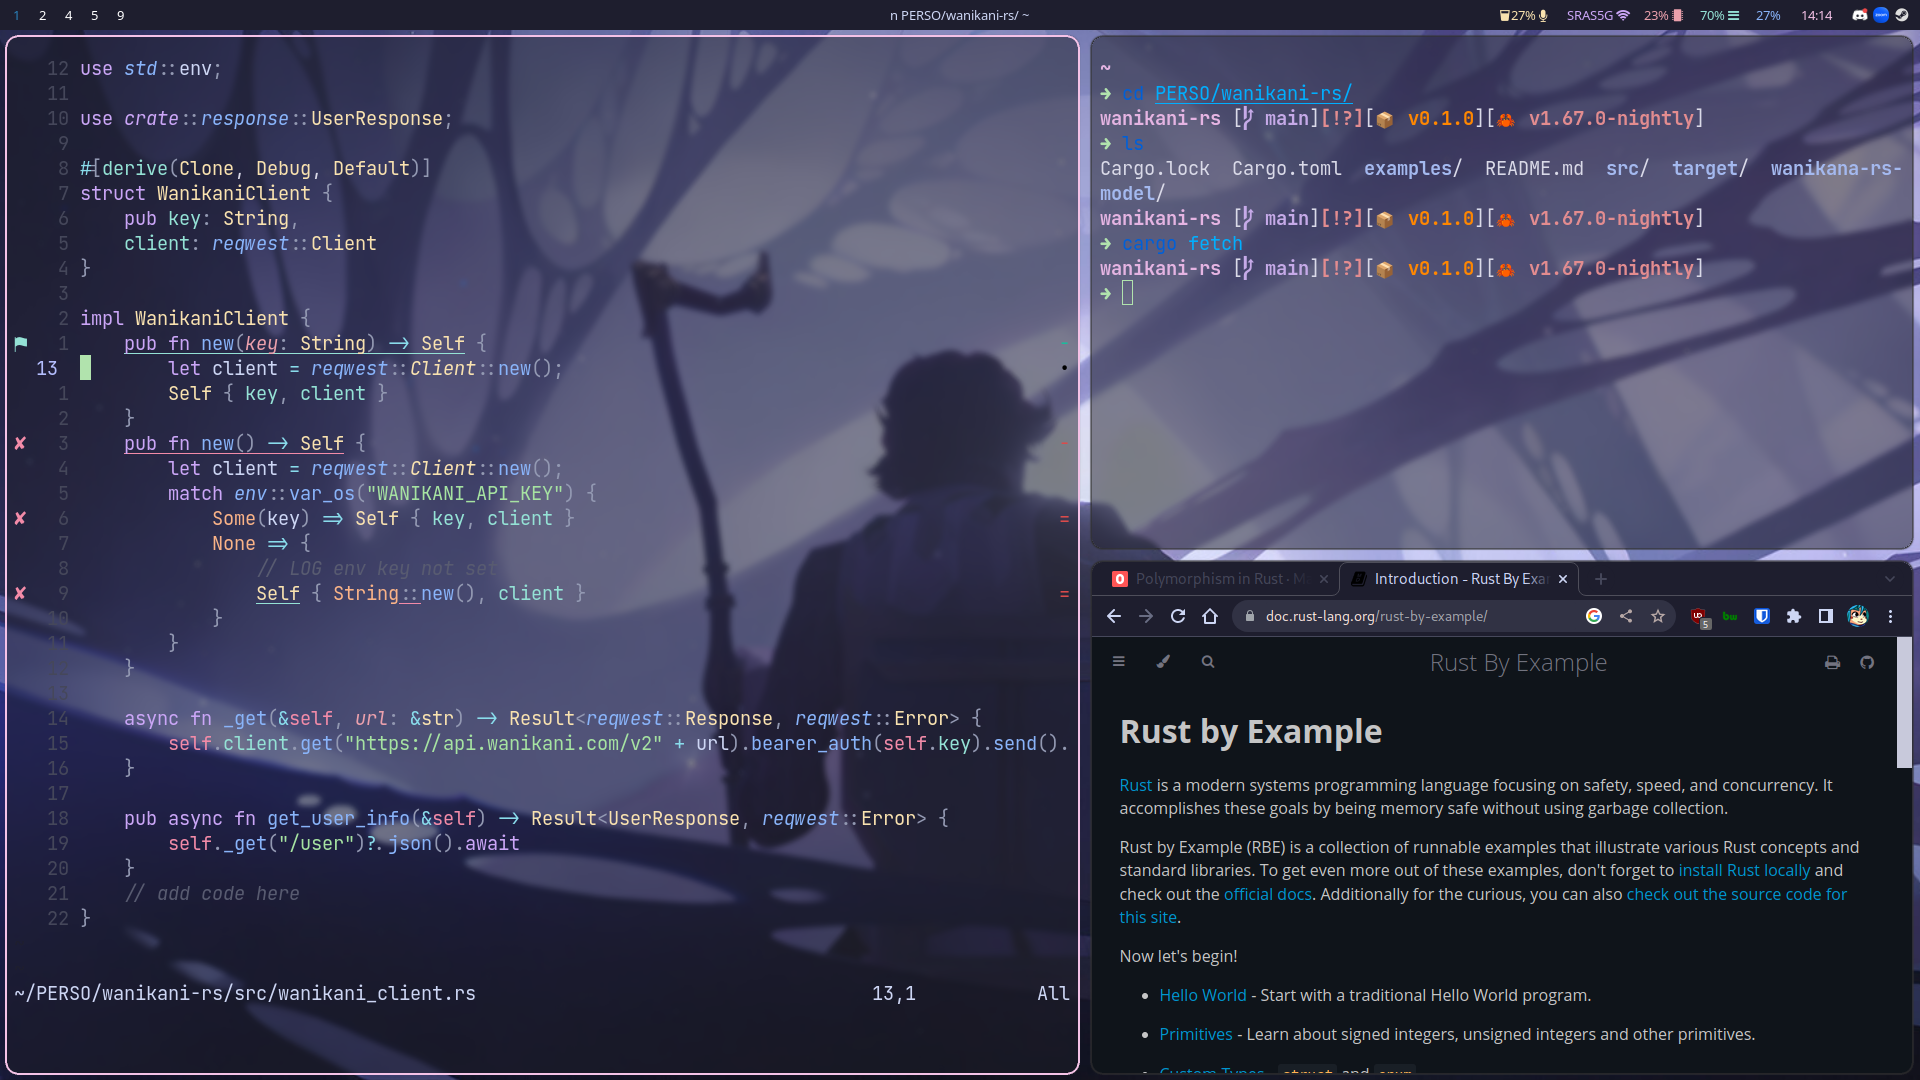 1 2 4 5 9
n PERSO/wanikani-rs/ ~
27% SRAS5G 23% 70% 27% 14:14
12 use std::env;
11
10 use crate::response::UserResponse;
9
8 #[derive(Clone, Debug, Default)]
7 struct WanikaniClient {
6 pub key: String,
5 client: reqwest::Client
4 }
3
2 impl WanikaniClient {
1 pub fn new(key: String) -> Self {
13 let client = reqwest::Client::new();
1 Self { key, client }
2 }
3 pub fn new() -> Self {
4 let client = reqwest::Client::new();
5 match env::var_os("WANIKANI_API_KEY") {
6 Some(key) => Self { key, client }
7 None => {
8 // LOG env key not set
9 Self { String::new(), client }
10 }
11 }
12 }
13
14 async fn _get(&self, url: &str) -> Result<reqwest::Response, reqwest::Error> {
15 self.client.get("https://api.wanikani.com/v2" + url).bearer_auth(self.key).send().
16 }
17
18 pub async fn get_user_info(&self) -> Result<UserResponse, reqwest::Error> {
19 self._get("/user")?.json().await
20 }
21 // add code here
22 }
~/PERSO/wanikani-rs/src/wanikani_client.rs 13,1 All
~
➜ cd PERSO/wanikani-rs/
wanikani-rs [ main][!?][📦 v0.1.0][🦀 v1.67.0-nightly]
➜ ls
Cargo.lock Cargo.toml examples/ README.md src/ target/ wanikana-rs-
model/
wanikani-rs [ main][!?][📦 v0.1.0][🦀 v1.67.0-nightly]
➜ cargo fetch
wanikani-rs [ main][!?][📦 v0.1.0][🦀 v1.67.0-nightly]
➜
Polymorphism in Rust · Introduction - Rust By Exa
doc.rust-lang.org/rust-by-example/ 5 bw
Rust By Example
Rust by Example
Rust is a modern systems programming language focusing on safety, speed, and concurrency. It
accomplishes these goals by being memory safe without using garbage collection.
Rust by Example (RBE) is a collection of runnable examples that illustrate various Rust concepts and
standard libraries. To get even more out of these examples, don't forget to install Rust locally and
check out the official docs. Additionally for the curious, you can also check out the source code for
this site.
Now let's begin!
• Hello World - Start with a traditional Hello World program.
• Primitives - Learn about signed integers, unsigned integers and other primitives.
• Custom Types - struct and enum.